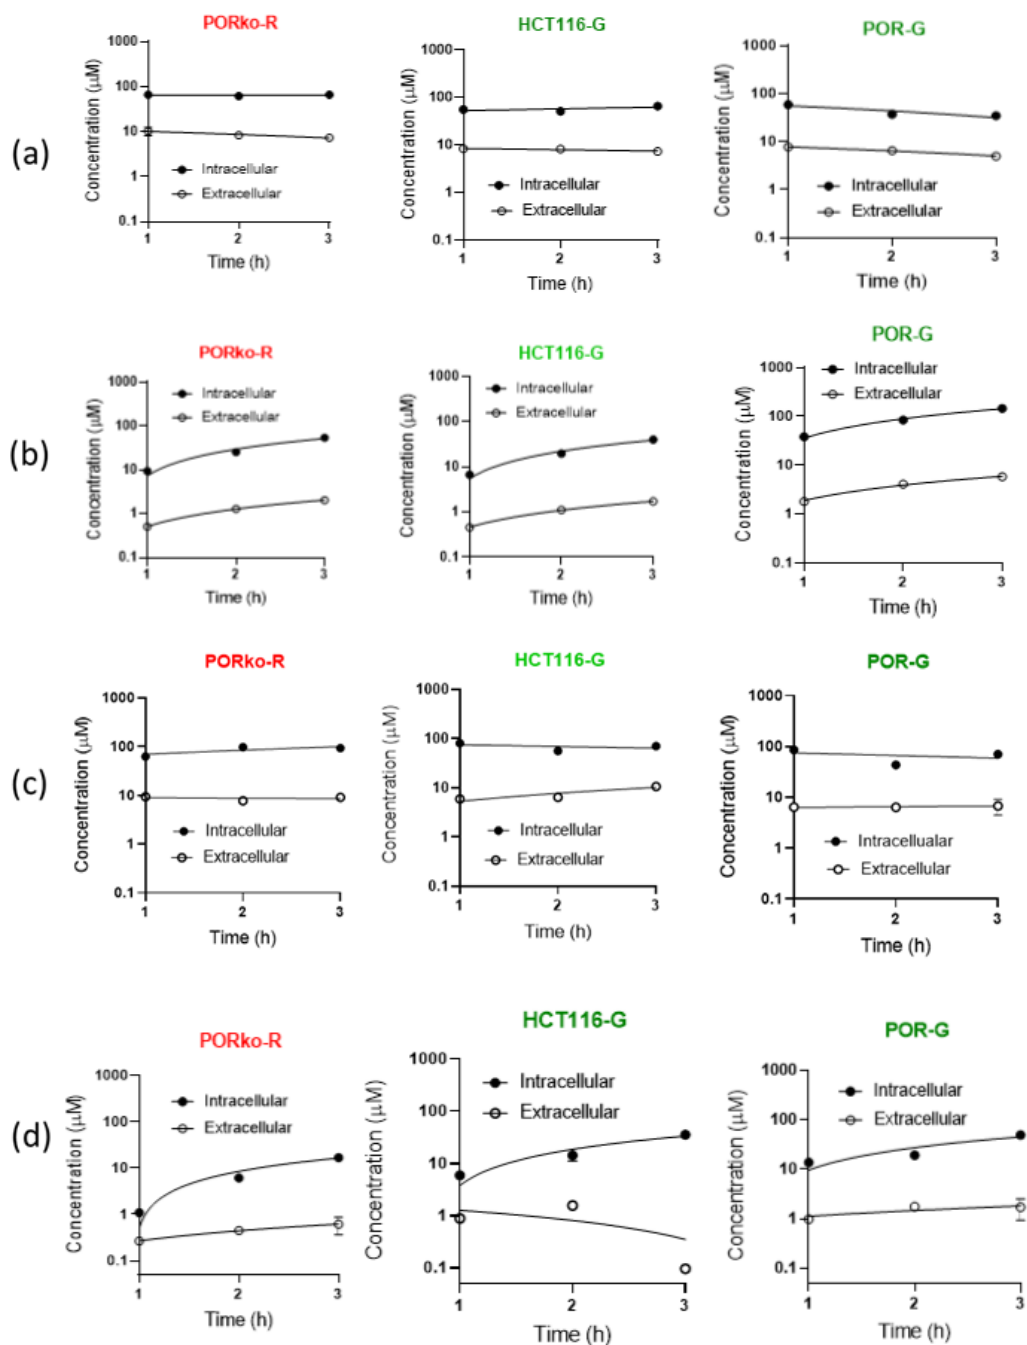 (a)
PORko-R
Concentration (μM)
1000
100
10
1
0.1
Intracellular
Extracellular
1 2 3
Time (h)
HCT116-G
Concentration (μM)
1000
100
10
1
0.1
Intracellular
Extracellular
1 2 3
Time (h)
POR-G
Concentration (μM)
1000
100
10
1
0.1
Intracellular
Extracellular
1 2 3
Time (h)
(b)
PORko-R
Concentration (μM)
1000
100
10
1
0.1
Intracellular
Extracellular
1 2 3
Time (h)
HCT116-G
Concentration (μM)
1000
100
10
1
0.1
Intracellular
Extracellular
1 2 3
Time (h)
POR-G
Concentration (μM)
1000
100
10
1
0.1
Intracellular
Extracellular
1 2 3
Time (h)
(c)
PORko-R
Concentration (μM)
1000
100
10
1
0.1
Intracellular
Extracellular
1 2 3
Time (h)
HCT116-G
Concentration (μM)
1000
100
10
1
0.1
Intracellular
Extracellular
1 2 3
Time (h)
POR-G
Concentration (μM)
1000
100
10
1
0.1
Intracellualar
Extracellular
1 2 3
Time (h)
(d)
PORko-R
Concentration (μM)
1000
100
10
1
0.1
Intracellular
Extracellular
1 2 3
Time (h)
HCT116-G
Concentration (μM)
1000
100
10
1
0.1
Intracellular
Extracellular
1 2 3
Time (h)
POR-G
Concentration (μM)
1000
100
10
1
0.1
Intracellular
Extracellular
1 2 3
Time (h)